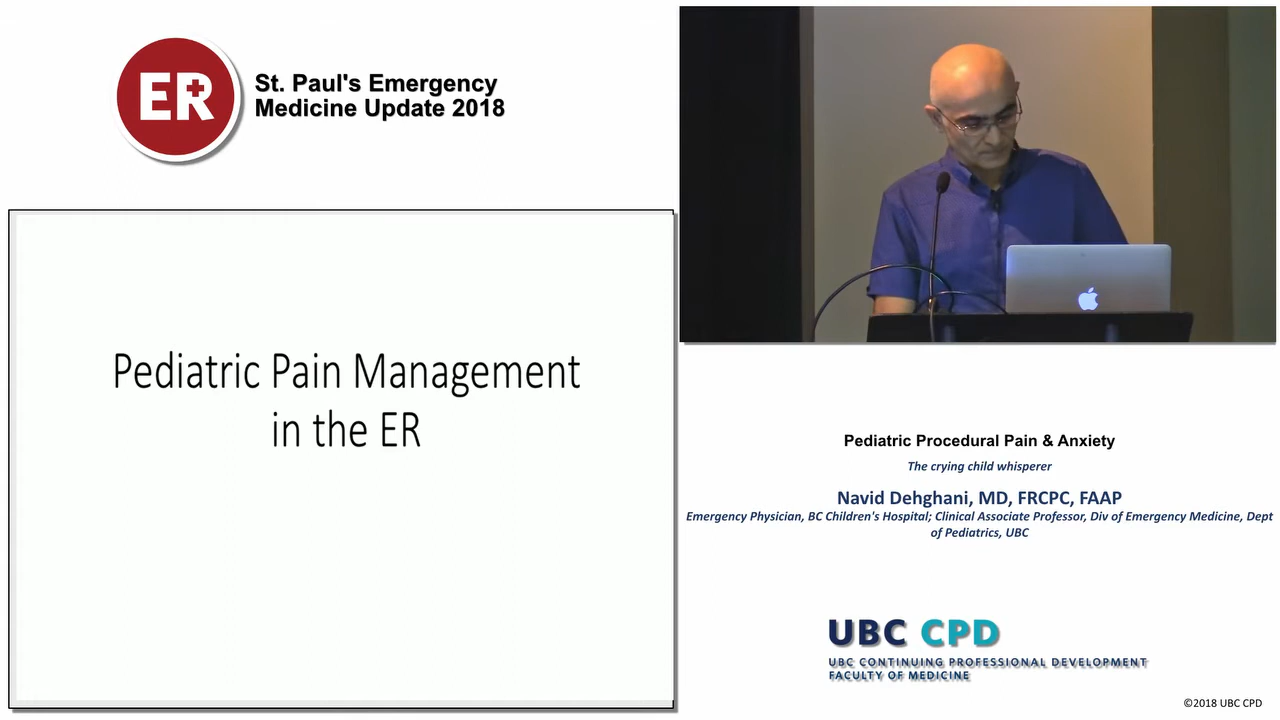 ER
St. Paul's Emergency
Medicine Update 2018
Pediatric Pain Management
in the ER
Pediatric Procedural Pain & Anxiety
The crying child whisperer
Navid Dehghani, MD, FRCPC, FAAP
Emergency Physician, BC Children's Hospital; Clinical Associate Professor, Div of Emergency Medicine, Dept
of Pediatrics, UBC
UBC CPD
UBC CONTINUING PROFESSIONAL DEVELOPMENT
FACULTY OF MEDICINE
©2018 UBC CPD